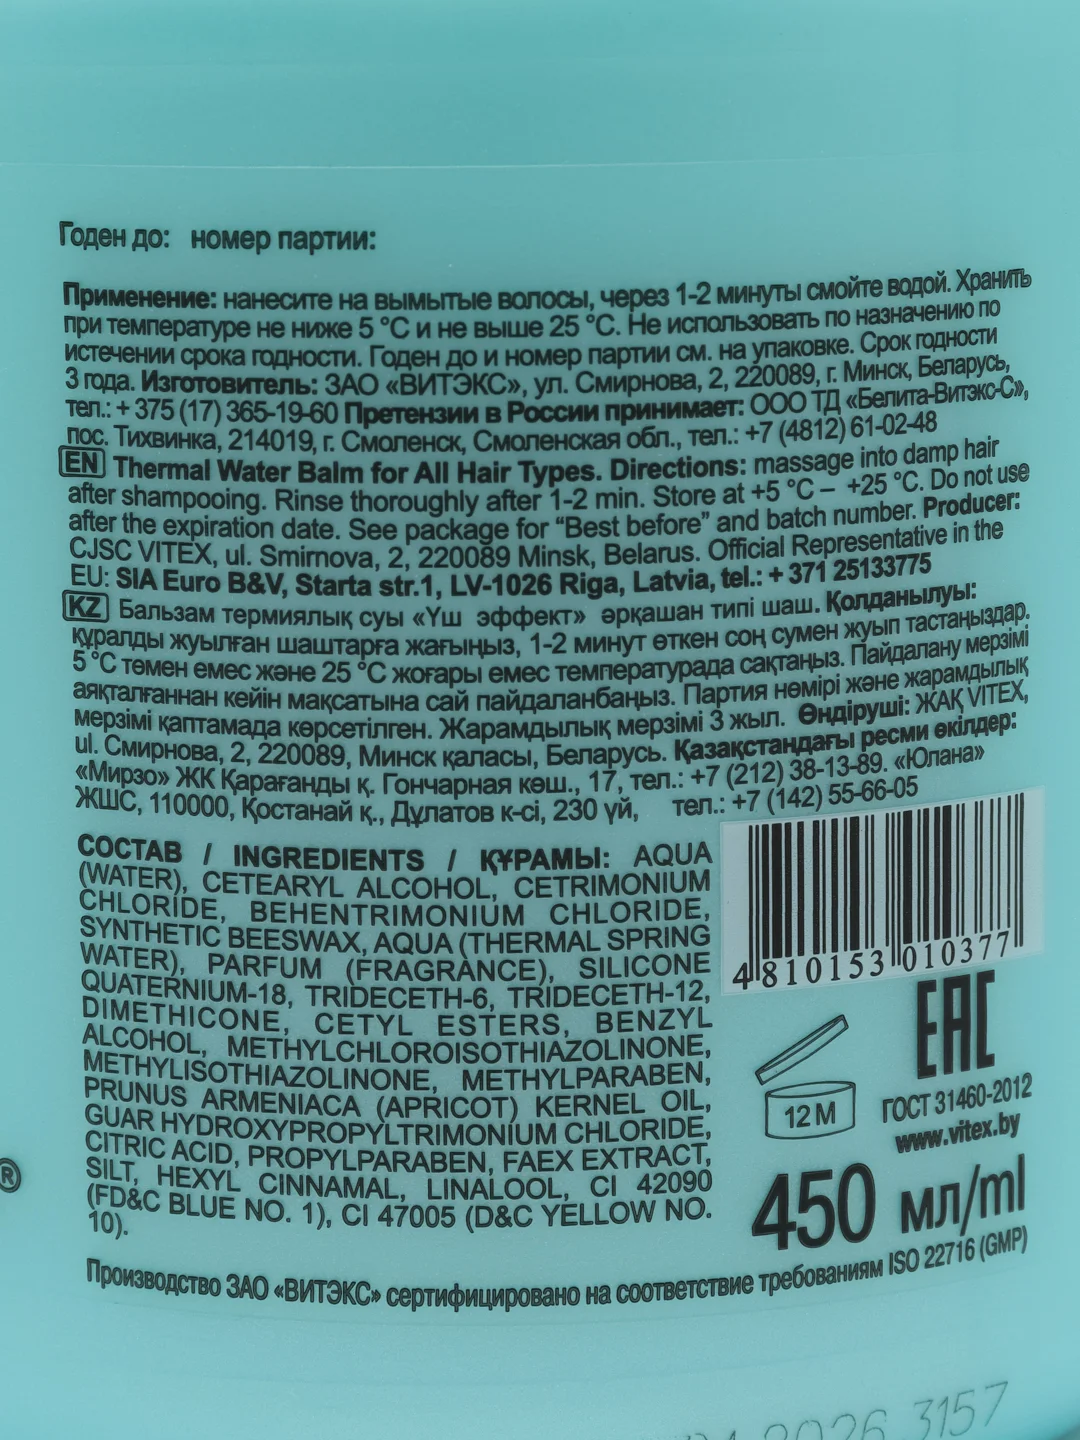 Годен до: номер партии:
Применение: нанесите на вымытые волосы, через 1-2 минуты смойте водой. Хранить
при температуре не ниже 5 °C и не выше 25 °C. Не использовать по назначению по
истечении срока годности. Годен до и номер партии см. на упаковке. Срок годности
3 года. Изготовитель: ЗАО «ВИТЭКС», ул. Смирнова, 2, 220089, г. Минск, Беларусь,
тел.: + 375 (17) 365-19-60 Претензии в России принимает: ООО ТД «Белита-Витэкс-С»,
пос. Тихвинка, 214019, г. Смоленск, Смоленская обл., тел.: +7 (4812) 61-02-48
EN Thermal Water Balm for All Hair Types. Directions: massage into damp hair
after shampooing. Rinse thoroughly after 1-2 min. Store at +5 °C – +25 °C. Do not use
after the expiration date. See package for “Best before” and batch number. Producer:
CJSC VITEX, ul. Smirnova, 2, 220089 Minsk, Belarus. Official Representative in the
EU: SIA Euro B&V, Starta str.1, LV-1026 Riga, Latvia, tel.: + 371 25133775
KZ Бальзам термиялық суы «Үш эффект» әрқашан типі шаш. Қолданылуы:
құралды жуылған шаштарға жағыңыз, 1-2 минут өткен соң сумен жуып тастаңыздар.
5 °C төмен емес және 25 °C жоғары емес температурада сақтаңыз. Пайдалану мерзімі
аяқталғаннан кейін мақсатына сай пайдаланбаңыз. Партия нөмірі және жарамдылық
мерзімі қаптамада көрсетілген. Жарамдылық мерзімі 3 жыл. Өндіруші: ЖАҚ VITEX,
ul. Смирнова, 2, 220089, Минск қаласы, Беларусь. Қазақстандағы ресми өкілдер:
«Мирзо» ЖК Қарағанды қ. Гончарная көш., 17, тел.: +7 (212) 38-13-89. «Юлана»
ЖШС, 110000, Қостанай қ., Дұлатов к-сі, 230 үй, тел.: +7 (142) 55-66-05
СОСТАВ / INGREDIENTS / ҚҰРАМЫ: AQUA
(WATER), CETEARYL ALCOHOL, CETRIMONIUM
CHLORIDE, BEHENTRIMONIUM CHLORIDE,
SYNTHETIC BEESWAX, AQUA (THERMAL SPRING
WATER), PARFUM (FRAGRANCE), SILICONE
QUATERNIUM-18, TRIDECETH-6, TRIDECETH-12,
DIMETHICONE, CETYL ESTERS, BENZYL
ALCOHOL, METHYLCHLOROISOTHIAZOLINONE,
METHYLISOTHIAZOLINONE, METHYLPARABEN,
PRUNUS ARMENIACA (APRICOT) KERNEL OIL,
GUAR HYDROXYPROPYLTRIMONIUM CHLORIDE,
CITRIC ACID, PROPYLPARABEN, FAEX EXTRACT,
SILT, HEXYL CINNAMAL, LINALOOL, CI 42090
(FD&C BLUE NO. 1), CI 47005 (D&C YELLOW NO.
10).
4 810153 010377
EAC
12 M
ГОСТ 31460-2012
www.vitex.by
450 мл/ml
®
Производство ЗАО «ВИТЭКС» сертифицировано на соответствие требованиям ISO 22716 (GMP)
2026 3157